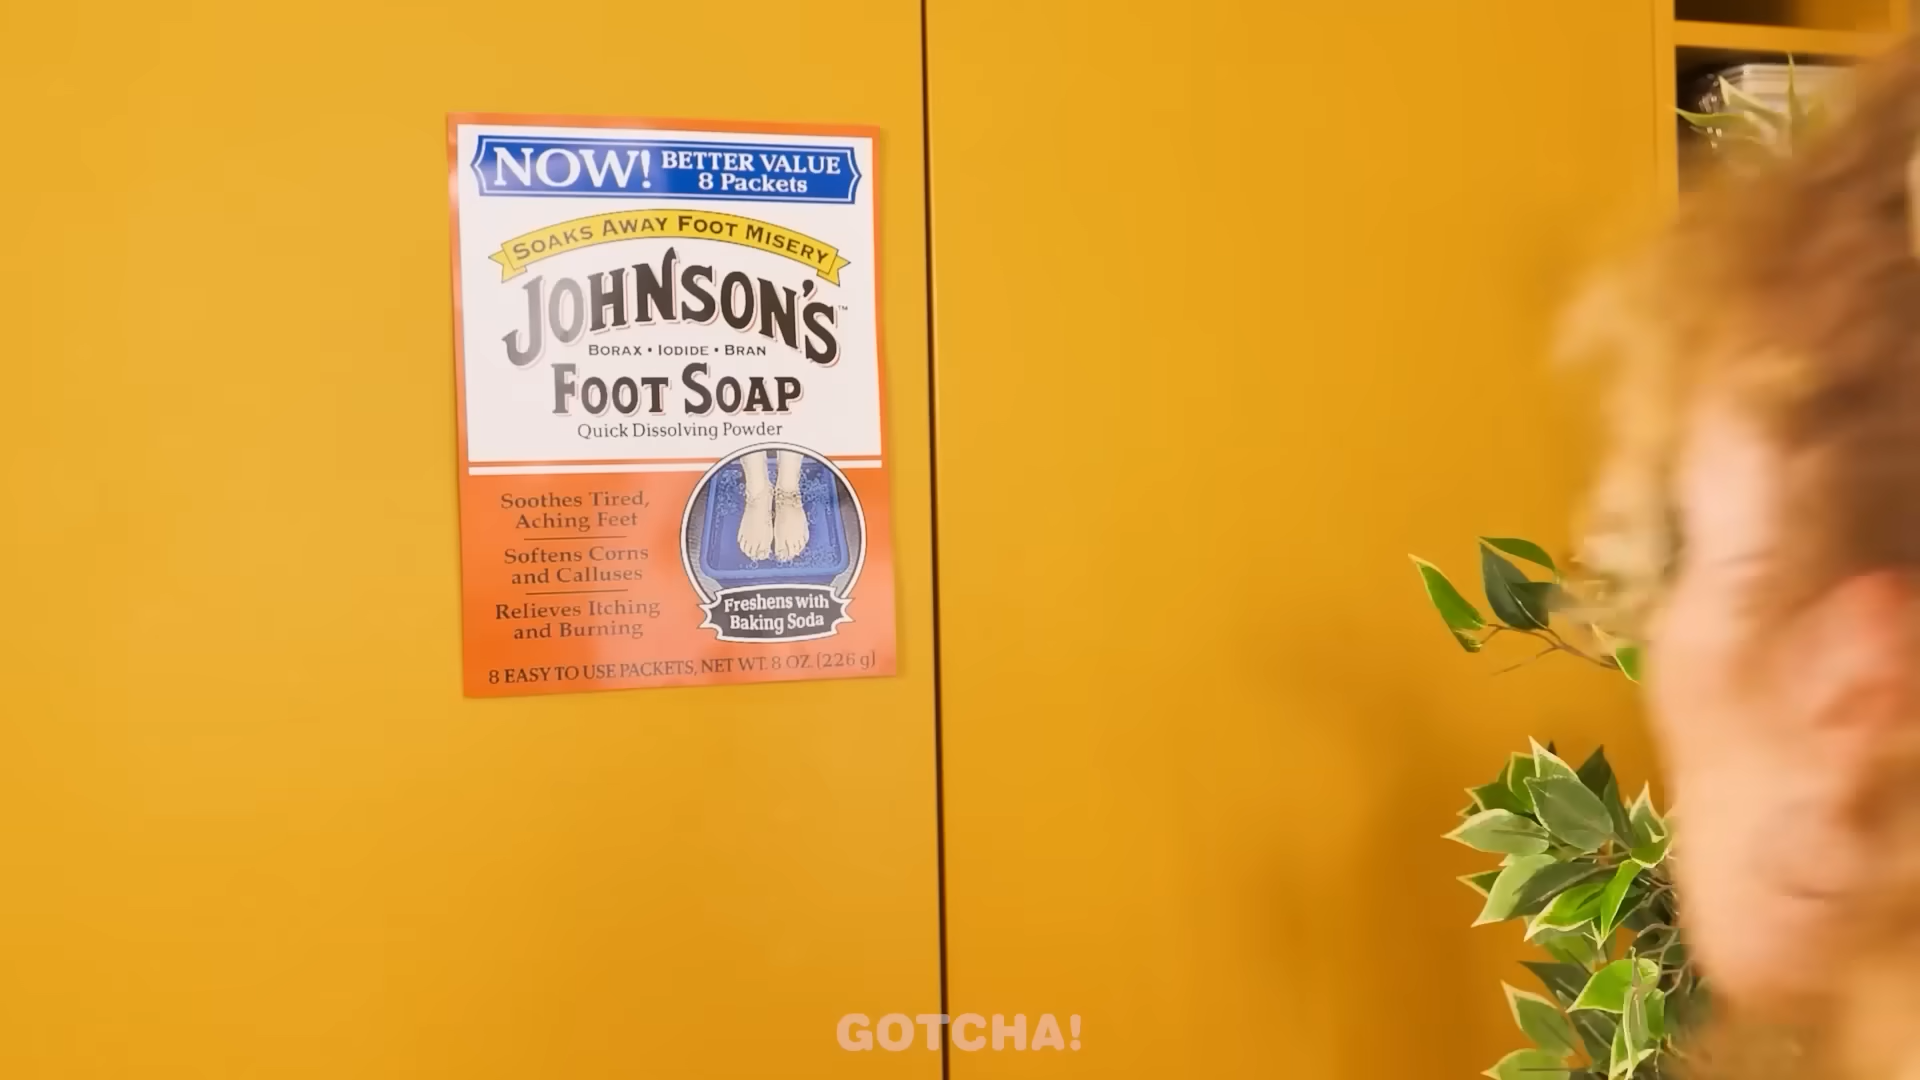 NOW! BETTER VALUE
8 Packets
SOAKS AWAY FOOT MISERY
JOHNSON'S™
BORAX • IODIDE • BRAN
FOOT SOAP
Quick Dissolving Powder
Soothes Tired,
Aching Feet
Softens Corns
and Calluses
Relieves Itching
and Burning
Freshens with
Baking Soda
8 EASY TO USE PACKETS, NET WT. 8 OZ. (226 g)
GOTCHA!